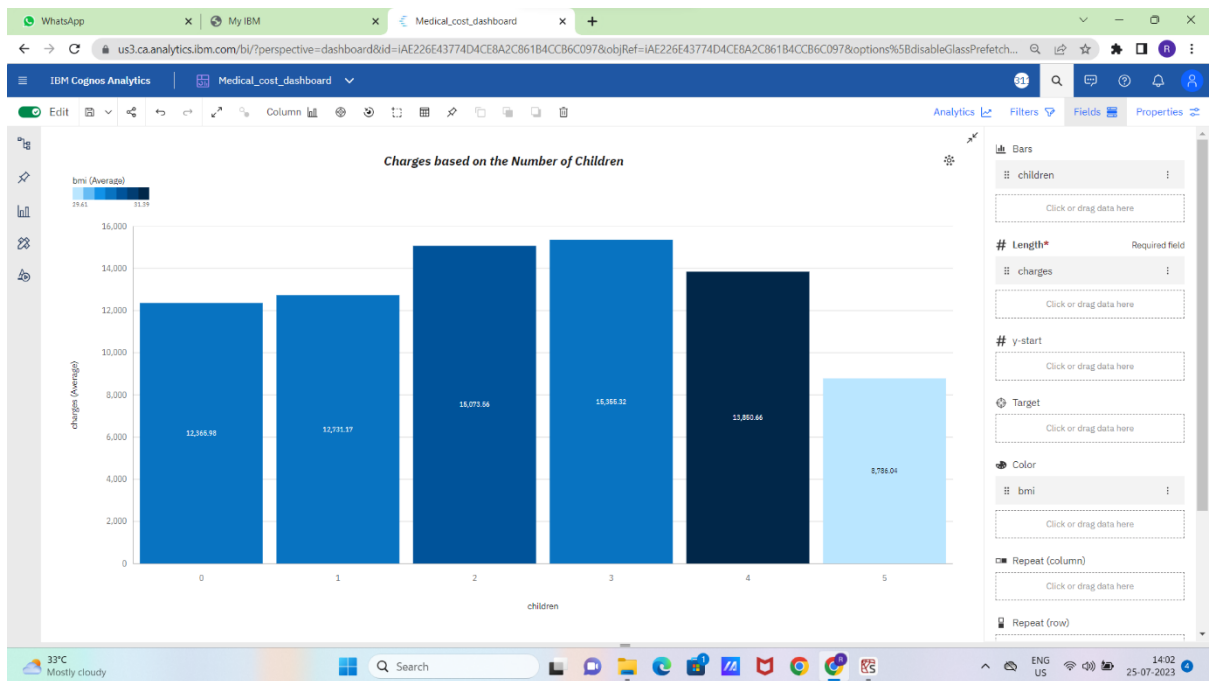 WhatsApp
My IBM
Medical_cost_dashboard
us3.ca.analytics.ibm.com/bi/?perspective=dashboard&id=iAE226E43774D4CE8A2C861B4CCB6C097&objRef=iAE226E43774D4CE8A2C861B4CCB6C097&options%5BdisableGlassPrefetch...
R
IBM Cognos Analytics
Medical_cost_dashboard
Edit
Column
Analytics
Filters
Fields
Properties
Charges based on the Number of Children
bmi (Average)
29.61 31.39
16,000
14,000
12,000
10,000
8,000
6,000
4,000
2,000
0
charges (Average)
12,365.98
12,731.17
15,073.56
15,355.32
13,850.66
8,786.04
0 1 2 3 4 5
children
Bars
children
Click or drag data here
# Length* Required field
charges
Click or drag data here
# y-start
Click or drag data here
Target
Click or drag data here
Color
bmi
Click or drag data here
Repeat (column)
Click or drag data here
Repeat (row)
33°C
Mostly cloudy
Search
ENG
US
14:02
25-07-2023
4